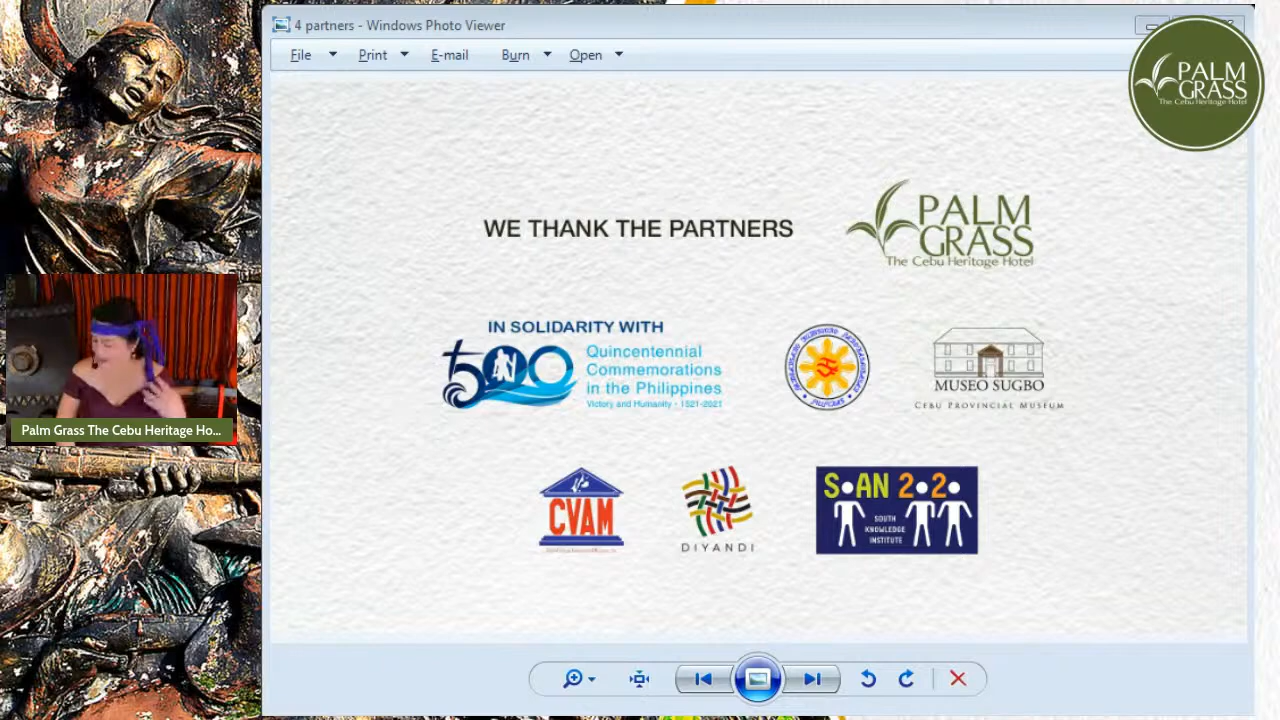 4 partners - Windows Photo Viewer
File Print E-mail Burn Open
PALM
GRASS
The Cebu Heritage Hotel
WE THANK THE PARTNERS
PALM
GRASS
The Cebu Heritage Hotel
IN SOLIDARITY WITH
500
Quincentennial
Commemorations
in the Philippines
Victory and Humanity • 1521-2021
MUSEO SUGBO
CEBU PROVINCIAL MUSEUM
Palm Grass The Cebu Heritage Ho...
CVAM
DIYANDI
SOAN 2020
SOUTH
KNOWLEDGE
INSTITUTE